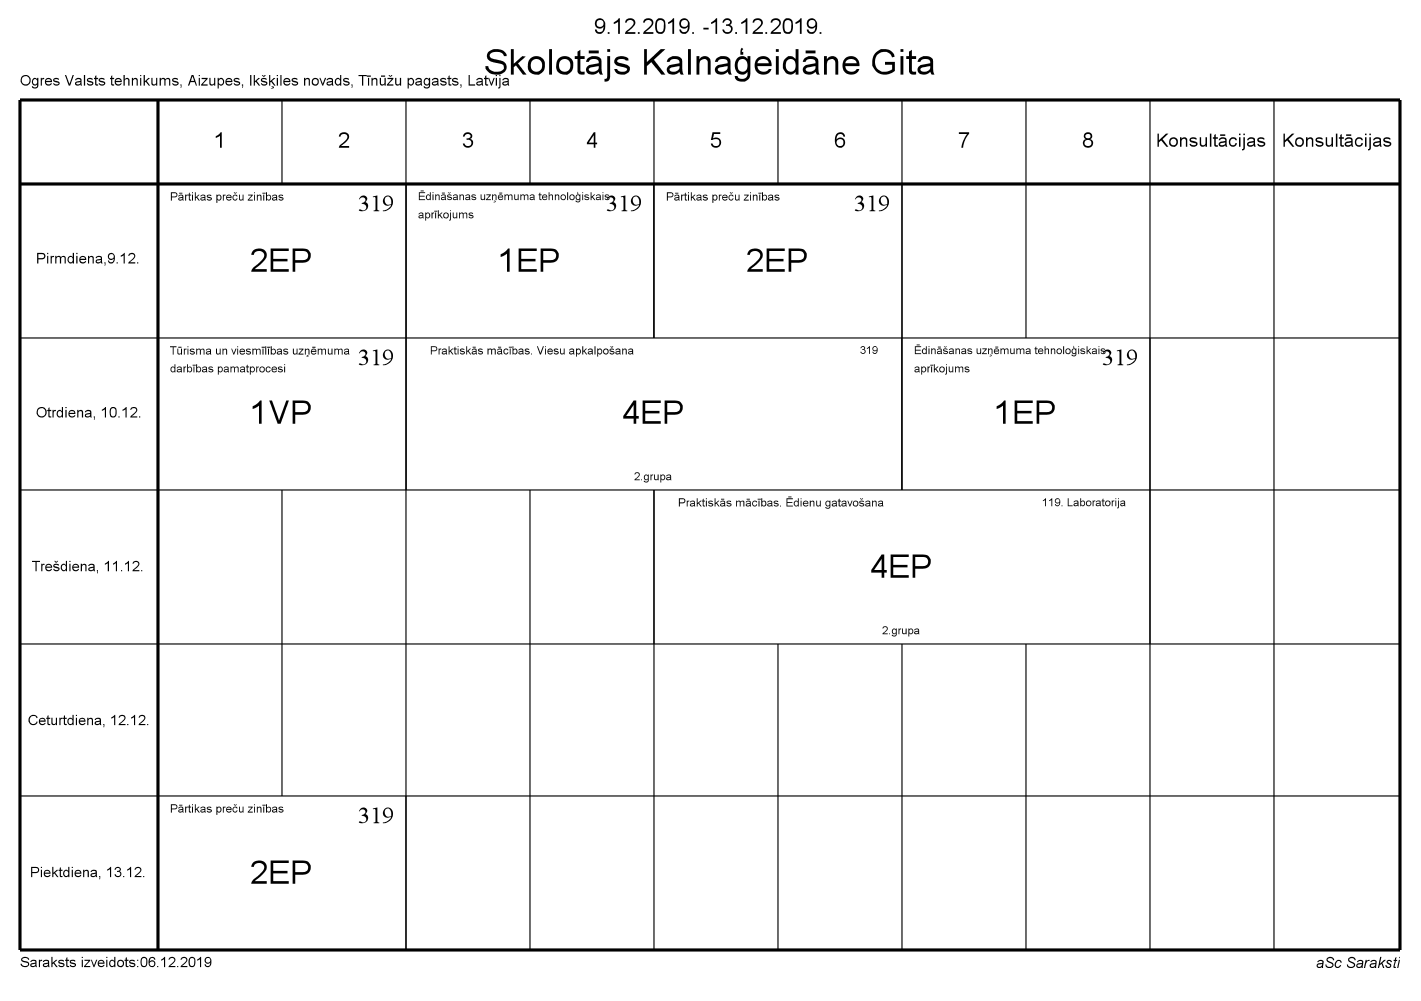 9.12.2019. -13.12.2019.
Skolotājs Kalnaģeidāne Gita
Ogres Valsts tehnikums, Aizupes, Ikšķiles novads, Tīnūžu pagasts, Latvija
1 2 3 4 5 6 7 8 Konsultācijas Konsultācijas
Pirmdiena,9.12.
Pārtikas preču zinības 319
2EP
Ēdināšanas uzņēmuma tehnoloģiskais 319
aprīkojums
1EP
Pārtikas preču zinības 319
2EP
Otrdiena, 10.12.
Tūrisma un viesmīlības uzņēmuma 319
darbības pamatprocesi
1VP
Praktiskās mācības. Viesu apkalpošana 319
4EP
2.grupa
Ēdināšanas uzņēmuma tehnoloģiskais 319
aprīkojums
1EP
Trešdiena, 11.12.
Praktiskās mācības. Ēdienu gatavošana 119. Laboratorija
4EP
2.grupa
Ceturtdiena, 12.12.
Piektdiena, 13.12.
Pārtikas preču zinības 319
2EP
Saraksts izveidots:06.12.2019
aSc Saraksti